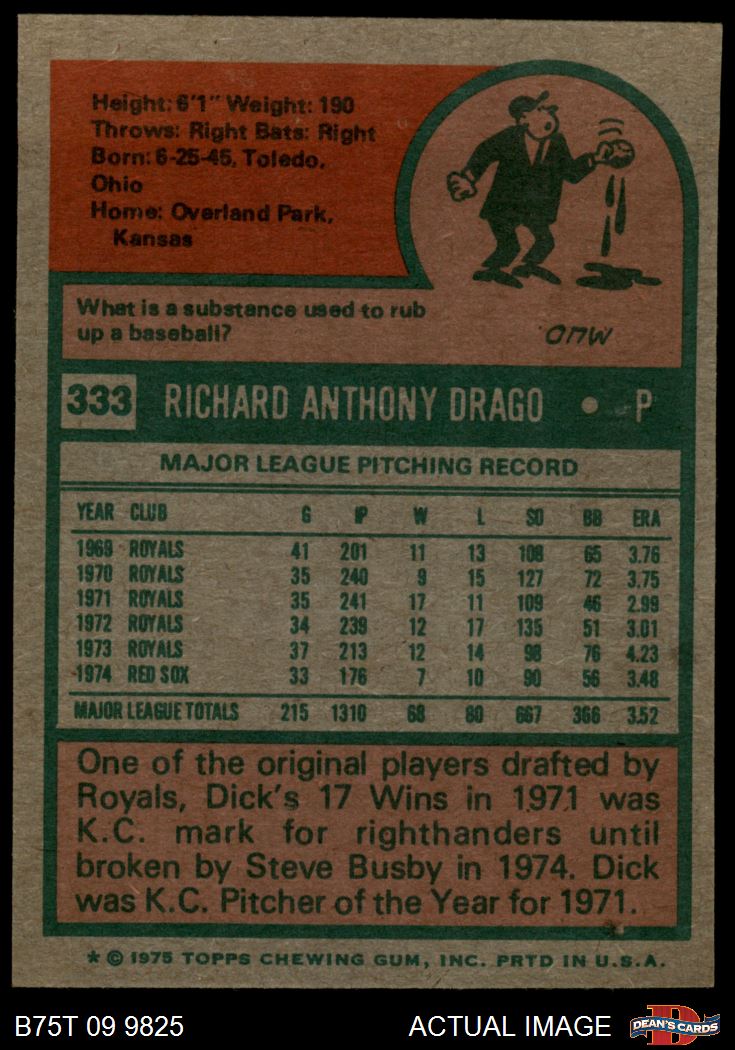 Height: 6'1" Weight: 190
Throws: Right Bats: Right
Born: 6-25-45, Toledo,
Ohio
Home: Overland Park,
Kansas
What is a substance used to rub
up a baseball?
MUD
333 RICHARD ANTHONY DRAGO • P
MAJOR LEAGUE PITCHING RECORD
YEAR CLUB G IP W L SO BB ERA
1969 ROYALS 41 201 11 13 108 65 3.76
1970 ROYALS 35 240 9 15 127 72 3.75
1971 ROYALS 35 241 17 11 109 46 2.99
1972 ROYALS 34 239 12 17 135 51 3.01
1973 ROYALS 37 213 12 14 98 76 4.23
1974 RED SOX 33 176 7 10 90 56 3.48
MAJOR LEAGUE TOTALS 215 1310 68 80 667 366 3.52
One of the original players drafted by
Royals, Dick's 17 Wins in 1971 was
K.C. mark for righthanders until
broken by Steve Busby in 1974. Dick
was K.C. Pitcher of the Year for 1971.
* © 1975 TOPPS CHEWING GUM, INC. PRTD IN U.S.A.
B75T 09 9825
ACTUAL IMAGE
D
DEAN'S CARDS